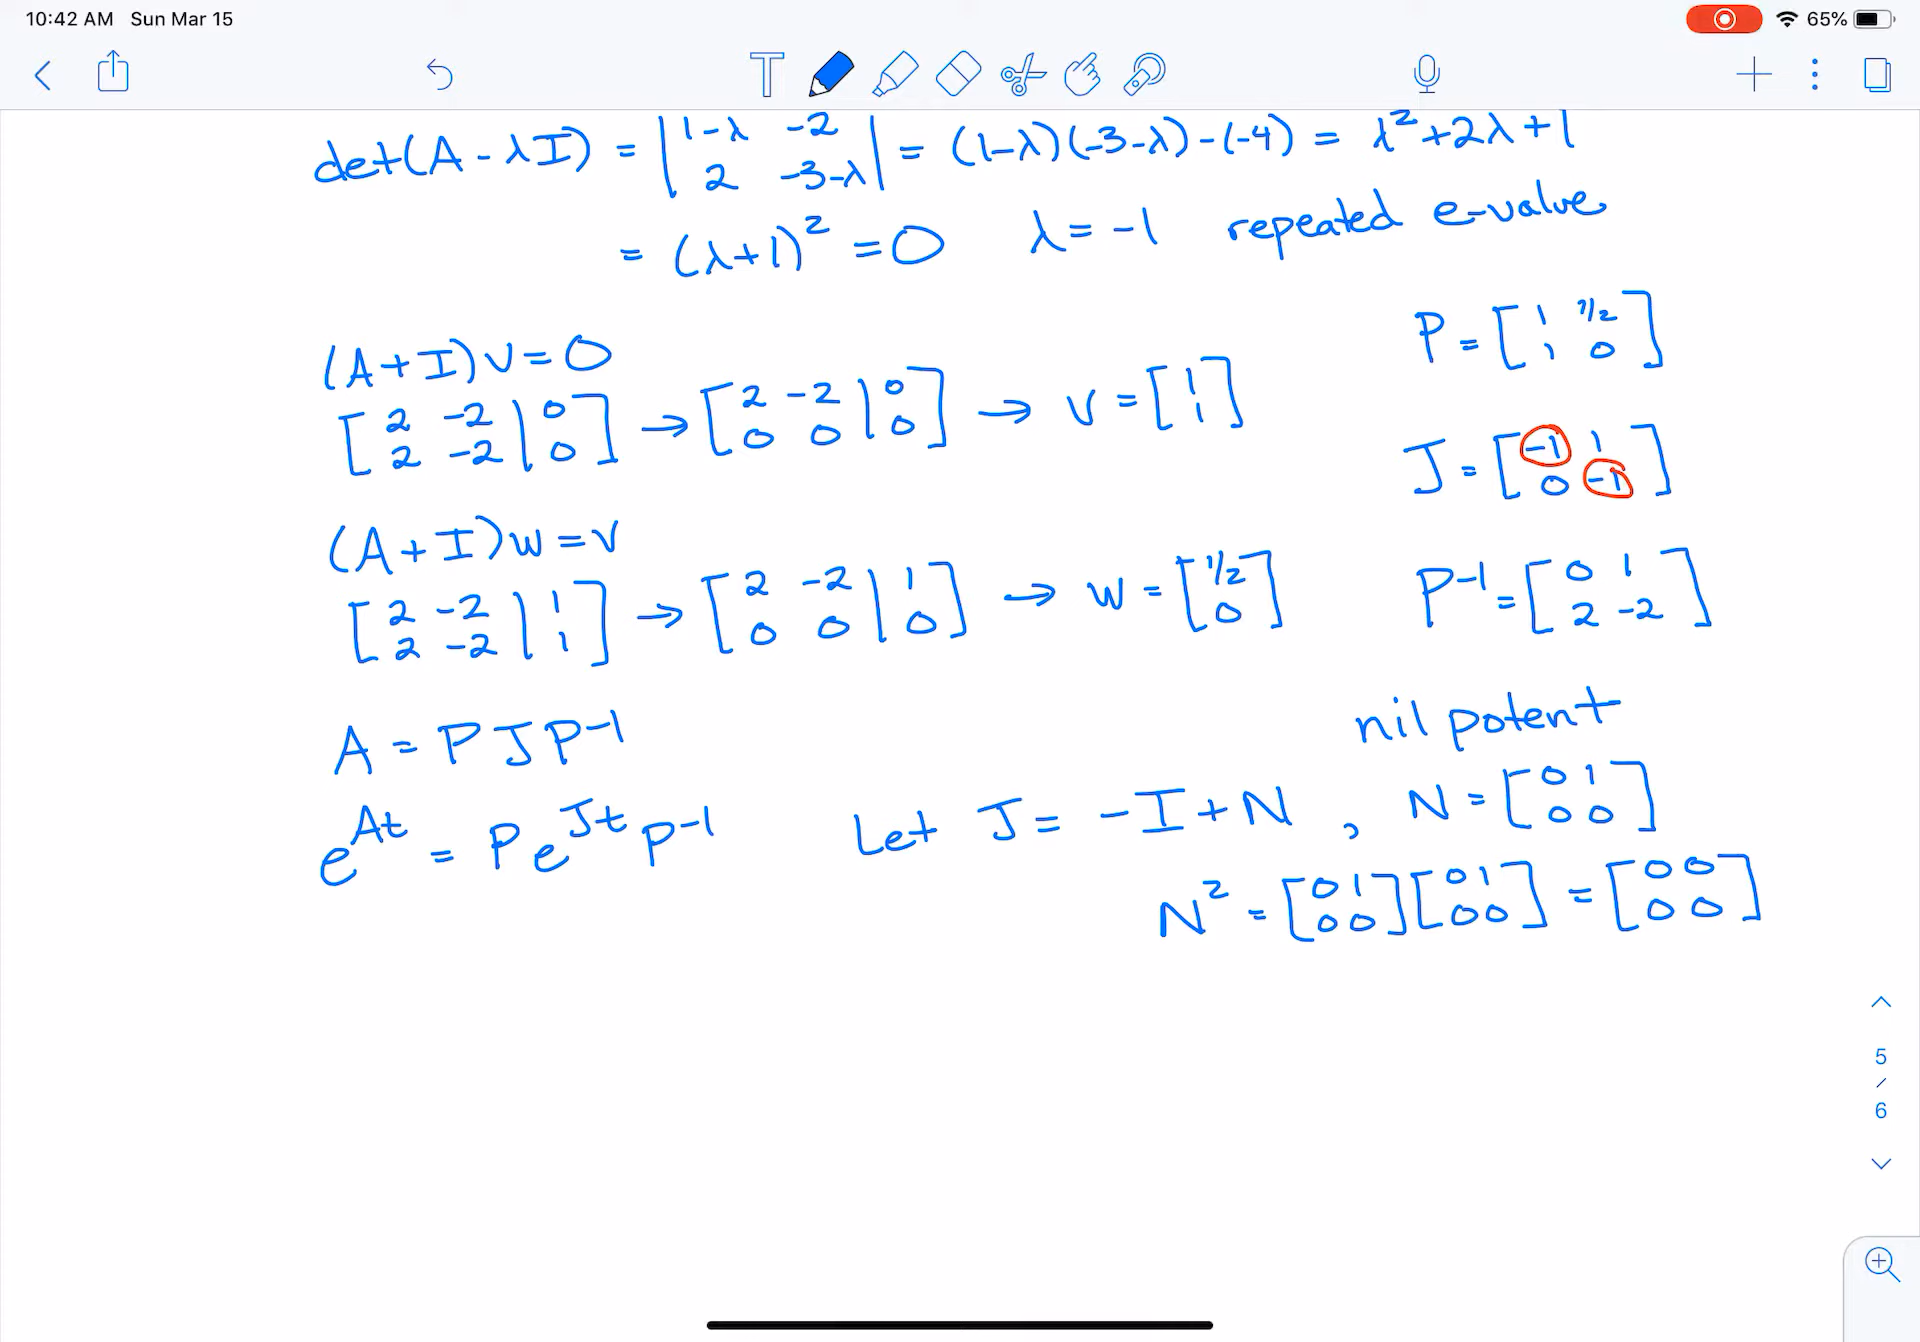 10:42 AM Sun Mar 15 65%
T
det(A - λI) = | 1-λ -2 ; 2 -3-λ | = (1-λ)(-3-λ)-(-4) = λ²+2λ+1
= (λ+1)² = 0 λ = -1 repeated e-value
P = [ 1 1/2 ; 1 0 ]
(A+I)v = 0
[ 2 -2 | 0 ; 2 -2 | 0 ] → [ 2 -2 | 0 ; 0 0 | 0 ] → v = [ 1 ; 1 ]
J = [ -1 1 ; 0 -1 ]
(A+I)w = v
[ 2 -2 | 1 ; 2 -2 | 1 ] → [ 2 -2 | 1 ; 0 0 | 0 ] → w = [ 1/2 ; 0 ]
P⁻¹ = [ 0 1 ; 2 -2 ]
A = PJP⁻¹
nil potent
e^At = Pe^Jt P⁻¹ Let J = -I + N , N = [ 0 1 ; 0 0 ]
N² = [ 0 1 ; 0 0 ][ 0 1 ; 0 0 ] = [ 0 0 ; 0 0 ]
5
/
6